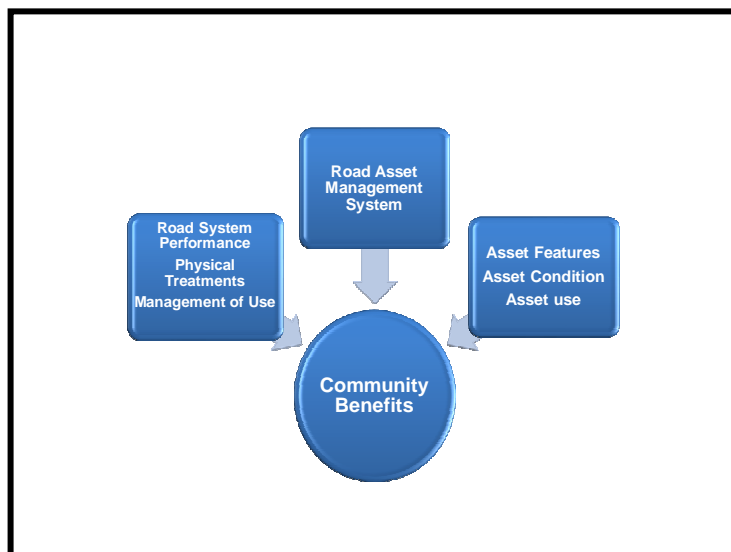 Road Asset
Management
System
Road System
Performance
Physical
Treatments
Management of Use
Asset Features
Asset Condition
Asset use
Community
Benefits